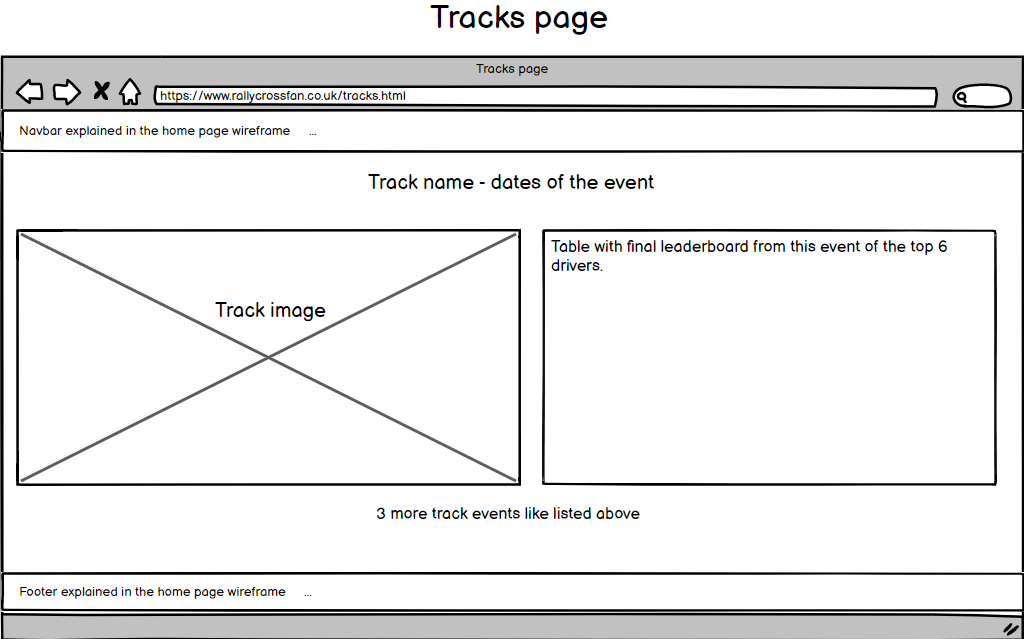 Tracks page
Tracks page
https://www.rallycrossfan.co.uk/tracks.html
Navbar explained in the home page wireframe ...
Track name - dates of the event
Track image
Table with final leaderboard from this event of the top 6
drivers.
3 more track events like listed above
Footer explained in the home page wireframe ...